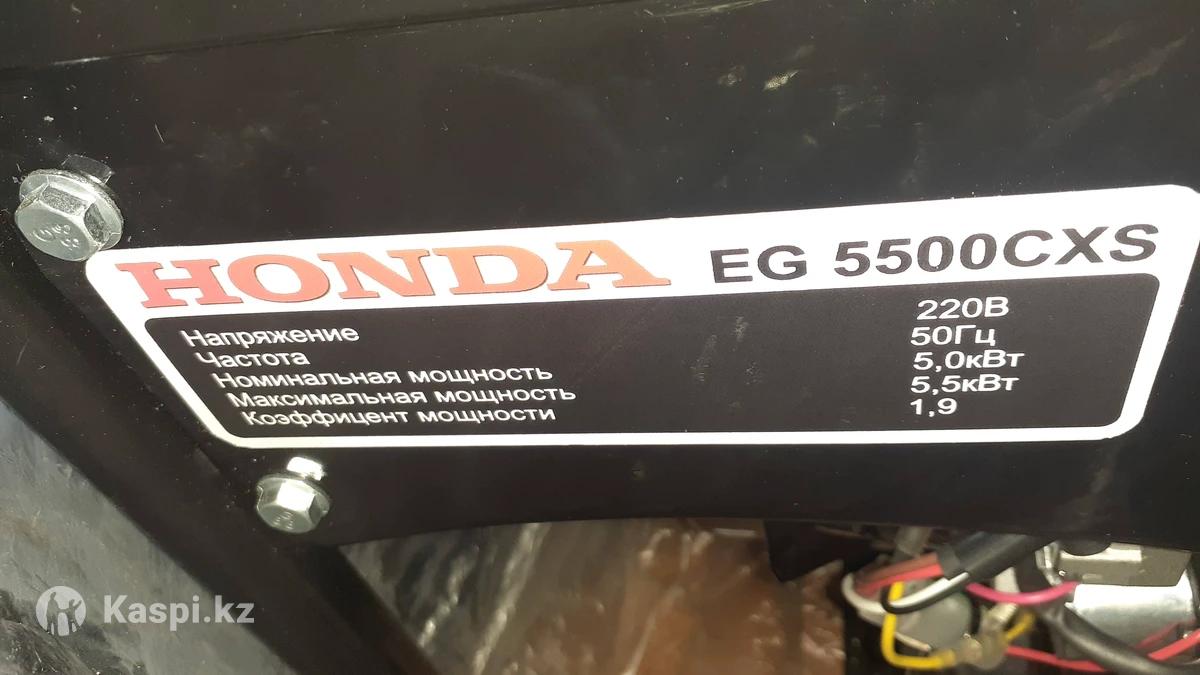 HONDA EG 5500CXS
Напряжение 220В
Частота 50Гц
Номинальная мощность 5,0кВт
Максимальная мощность 5,5кВт
Коэффицент мощности 1,9
Kaspi.kz